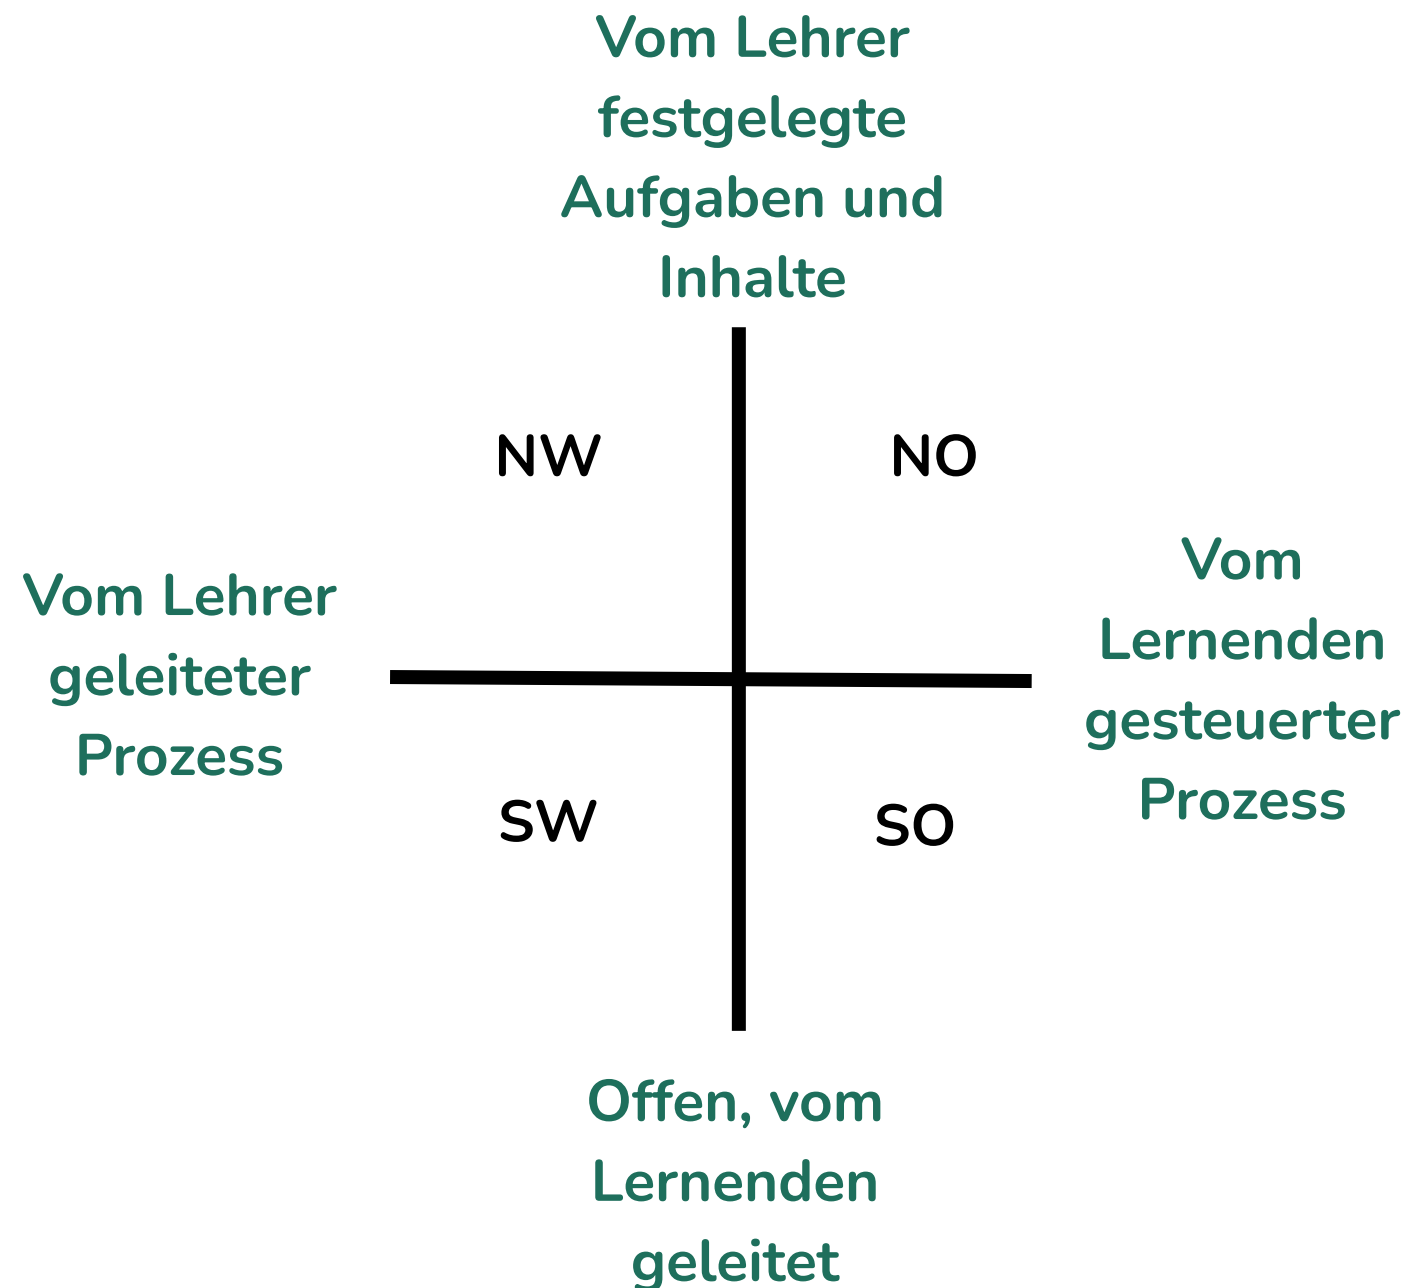 Vom Lehrer
festgelegte
Aufgaben und
Inhalte
NW
NO
Vom Lehrer
geleiteter
Prozess
Vom
Lernenden
gesteuerter
Prozess
SW
SO
Offen, vom
Lernenden
geleitet